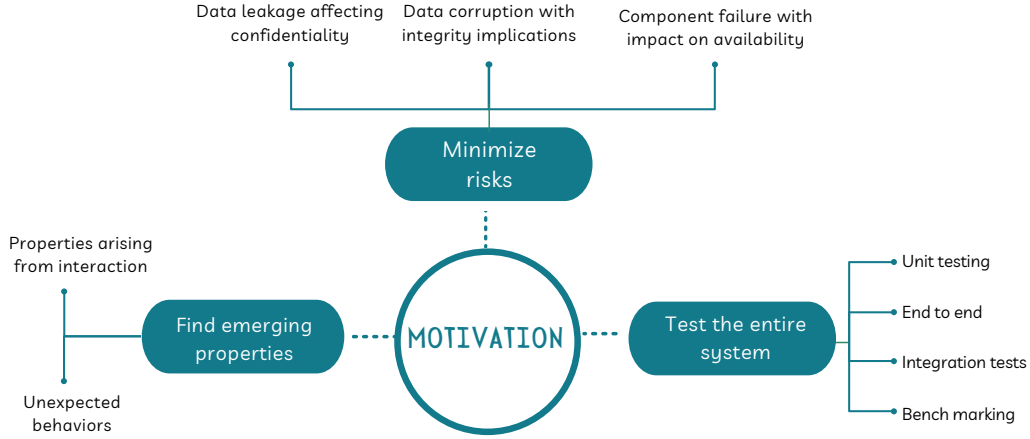 Data leakage affecting
confidentiality
Data corruption with
integrity implications
Component failure with
impact on availability
Minimize
risks
Properties arising
from interaction
Find emerging
properties
Unexpected
behaviors
MOTIVATION
Test the entire
system
Unit testing
End to end
Integration tests
Bench marking